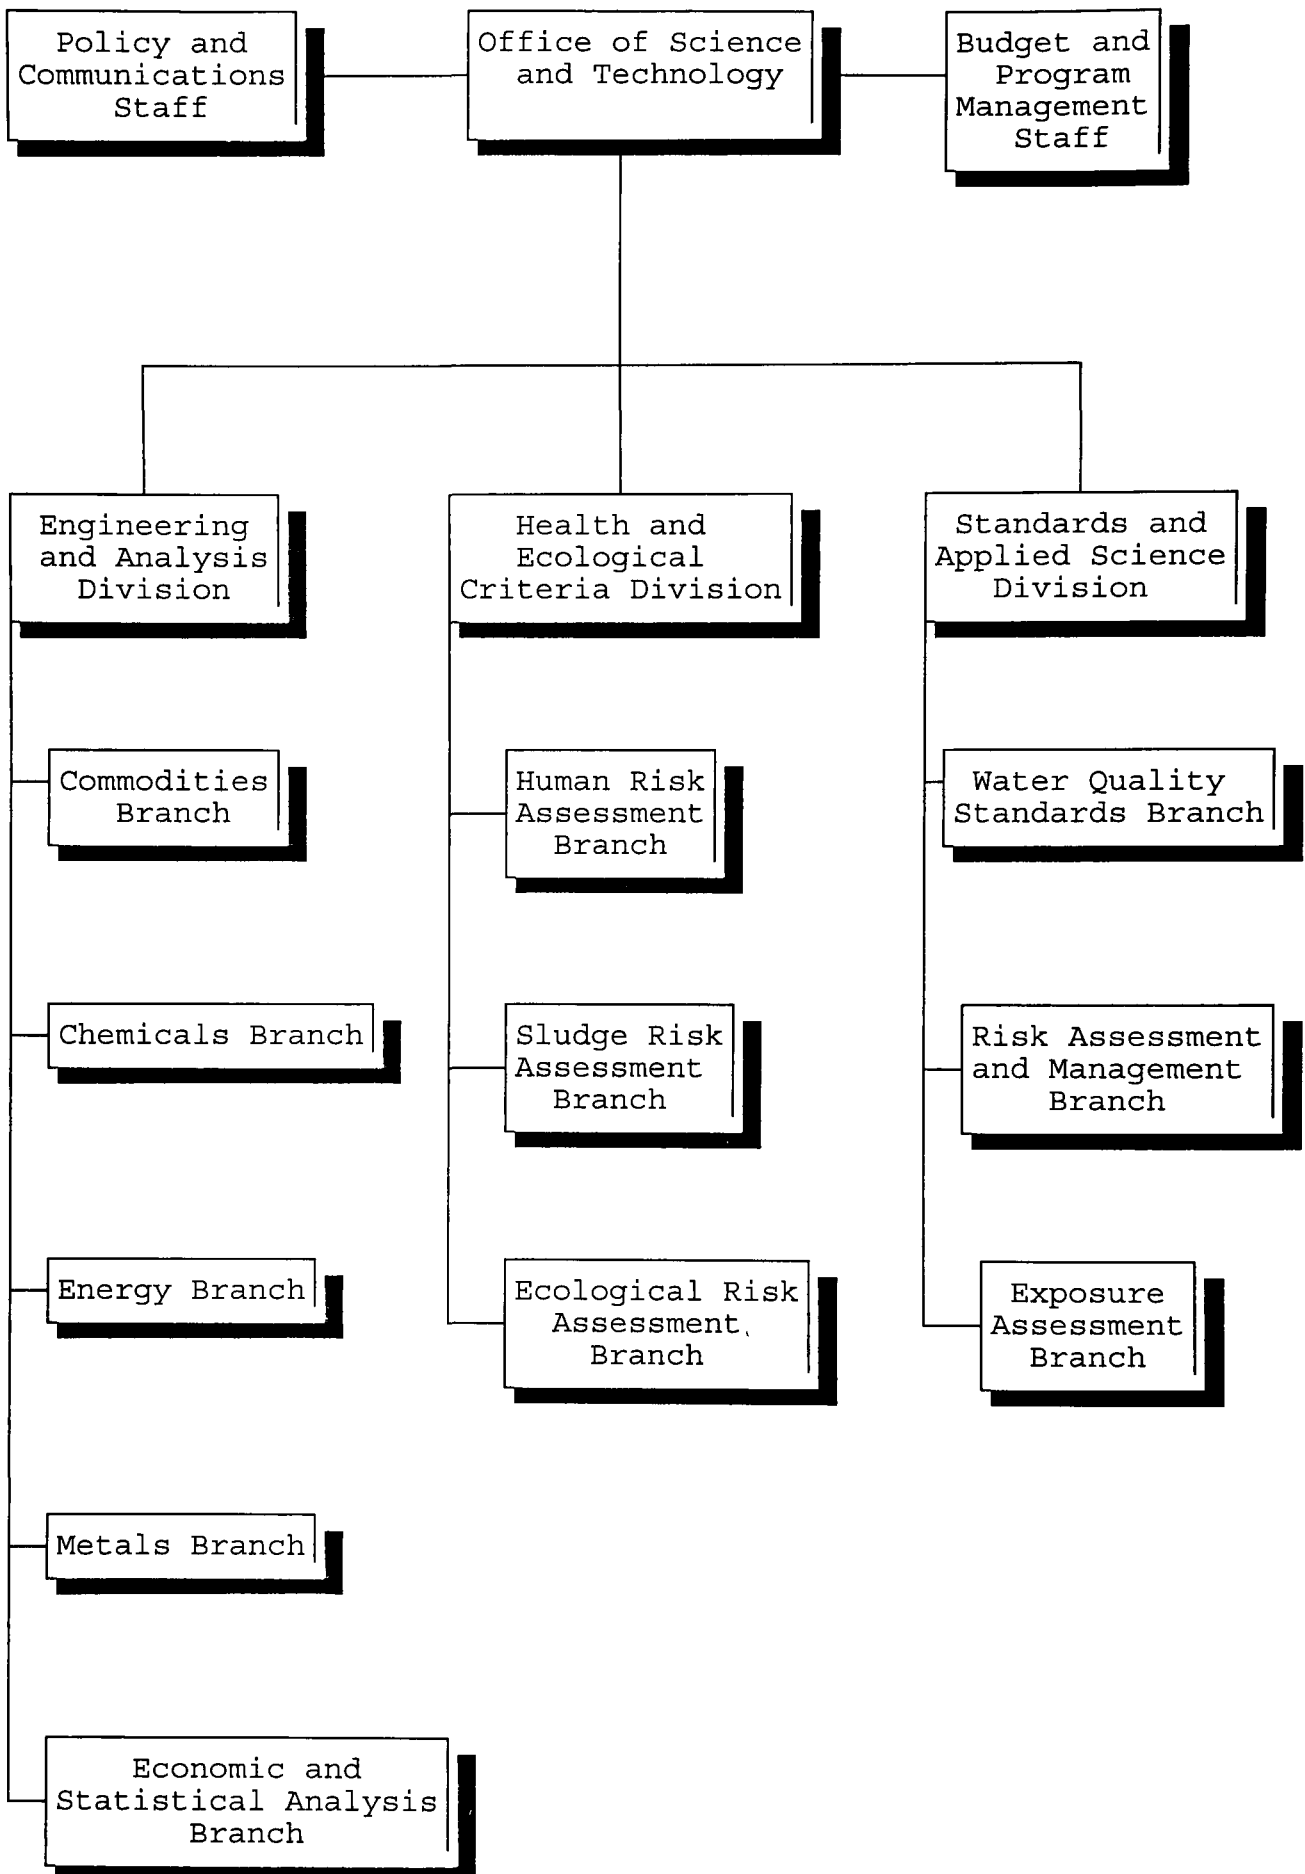 Policy and
Communications
Staff
Office of Science
and Technology
Budget and
Program
Management
Staff
Engineering
and Analysis
Division
Health and
Ecological
Criteria Division
Standards and
Applied Science
Division
Commodities
Branch
Human Risk
Assessment
Branch
Water Quality
Standards Branch
Chemicals Branch
Sludge Risk
Assessment
Branch
Risk Assessment
and Management
Branch
Energy Branch
Ecological Risk
Assessment
Branch
Exposure
Assessment
Branch
Metals Branch
Economic and
Statistical Analysis
Branch